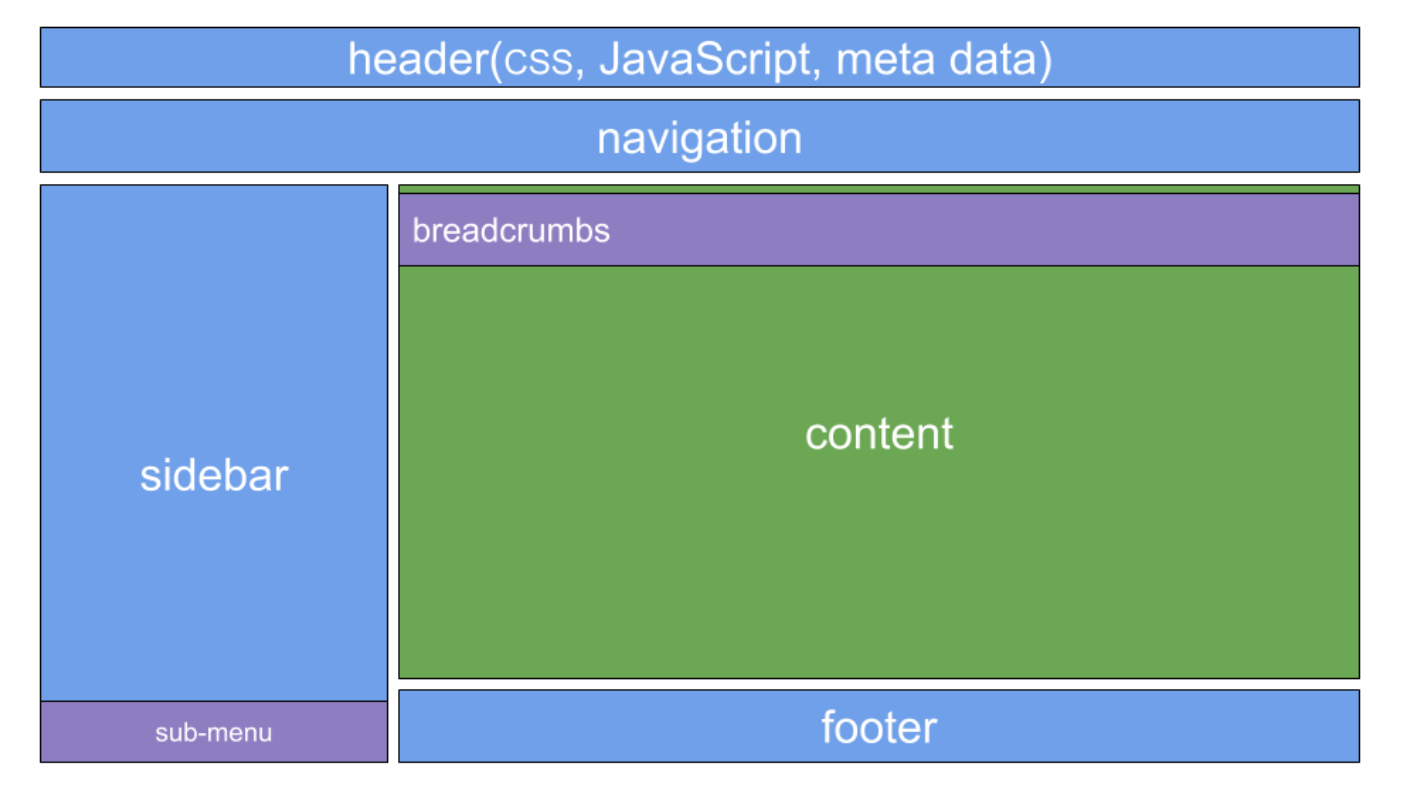 header(CSS, JavaScript, meta data)
navigation
breadcrumbs
content
sidebar
sub-menu
footer